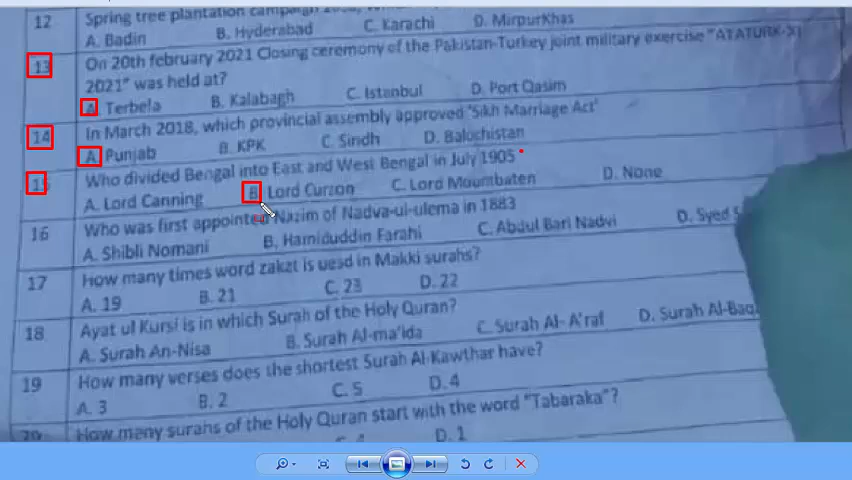 12 Spring tree plantation campaign
A. Badin B. Hyderabad C. Karachi D. MirpurKhas
13 On 20th february 2021 Closing ceremony of the Pakistan-Turkey joint military exercise "ATATURK-XI
2021" was held at?
A. Terbela B. Kalabagh C. Istanbul D. Port Qasim
14 In March 2018, which provincial assembly approved 'Sikh Marriage Act'
A. Punjab B. KPK C. Sindh D. Balochistan
15 Who divided Bengal into East and West Bengal in July 1905
A. Lord Canning B. Lord Curzon C. Lord Mountbaten D. None
16 Who was first appointed Nazim of Nadva-ul-ulema in 1883
A. Shibli Nomani B. Hamiduddin Farahi C. Abdul Bari Nadvi D. Syed
17 How many times word zakat is uesd in Makki surahs?
A. 19 B. 21 C. 23 D. 22
18 Ayat ul Kursi is in which Surah of the Holy Quran?
A. Surah An-Nisa B. Surah Al-ma'ida C. Surah Al- A'raf D. Surah Al-Baq
19 How many verses does the shortest Surah Al-Kawthar have?
A. 3 B. 2 C. 5 D. 4
20 How many surahs of the Holy Quran start with the word "Tabaraka"?
C. 4 D. 1